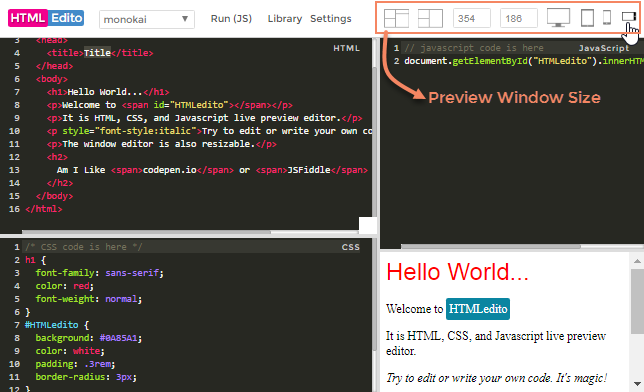 HTML Edito monokai Run (JS) Library Settings 354 186
3 <head> HTML
4 <title>Title</title>
5 </head>
6 <body>
7 <h1>Hello World...</h1>
8 <p>Welcome to <span id="HTMLedito"></span></p>
9 <p>It is HTML, CSS, and Javascript live preview editor.</p>
10 <p style="font-style:italic">Try to edit or write your own co
11 <p>The window editor is also resizable.</p>
12 <h2>
13 Am I Like <span>codepen.io</span> or <span>JSFiddle</span>
14 </h2>
15 </body>
16 </html>
1 // javascript code is here JavaScript
2 document.getElementById("HTMLedito").innerHTM
Preview Window Size
1 /* CSS code is here */ CSS
2 h1 {
3 font-family: sans-serif;
4 color: red;
5 font-weight: normal;
6 }
7 #HTMLedito {
8 background: #0A85A1;
9 color: white;
10 padding: .3rem;
11 border-radius: 3px;
12 }
Hello World...
Welcome to HTMLedito
It is HTML, CSS, and Javascript live preview
editor.
Try to edit or write your own code. It's magic!